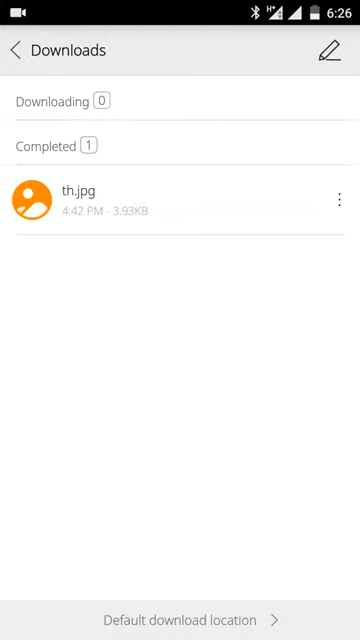 H+ 6:26
Downloads
Downloading 0
Completed 1
th.jpg
4:42 PM - 3.93KB
Default download location